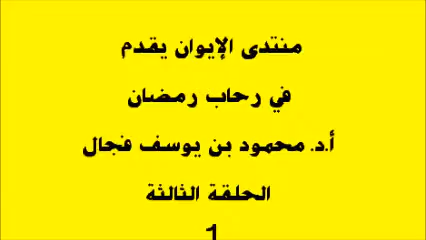 منتدى الإيوان يقدم
في رحاب رمضان
أ.د. محمود بن يوسف فجال
الحلقة الثالثة
1